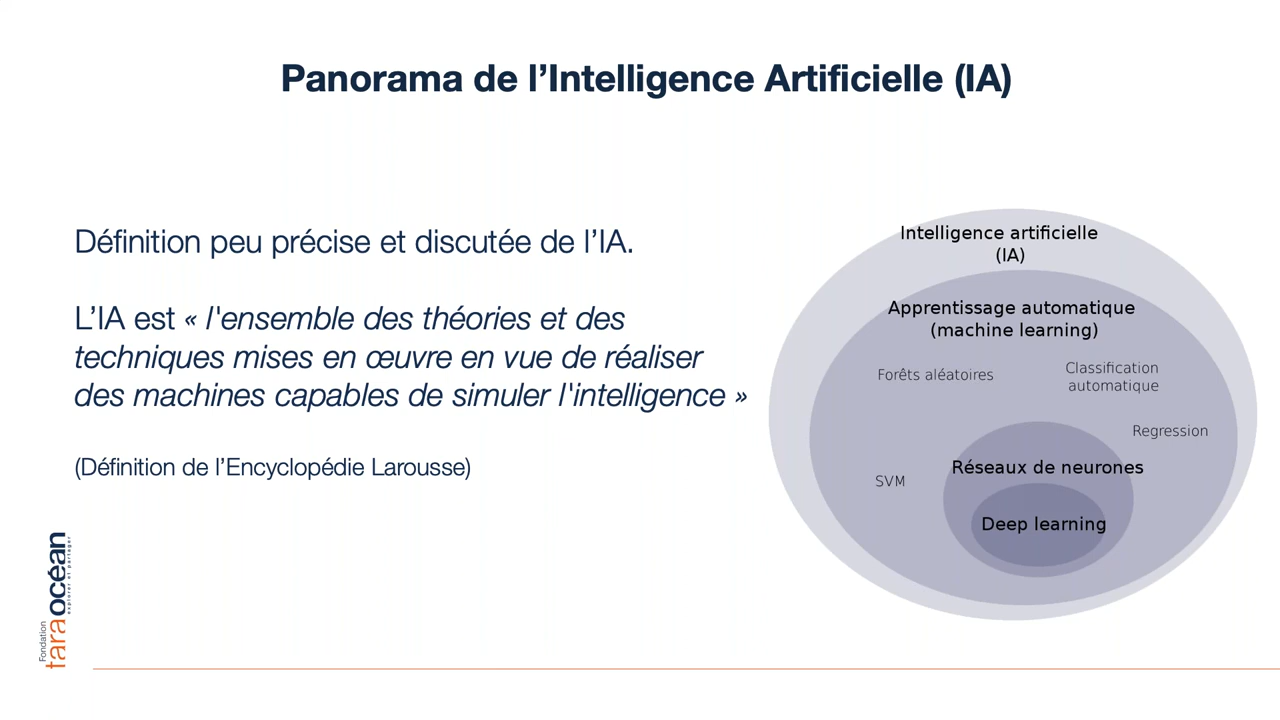 Panorama de l’Intelligence Artificielle (IA)
Définition peu précise et discutée de l’IA.
L’IA est « l'ensemble des théories et des
techniques mises en œuvre en vue de réaliser
des machines capables de simuler l'intelligence »
(Définition de l’Encyclopédie Larousse)
Intelligence artificielle
(IA)
Apprentissage automatique
(machine learning)
Forêts aléatoires
Classification
automatique
Regression
SVM
Réseaux de neurones
Deep learning
Fondation
tara océan
explorer et partager